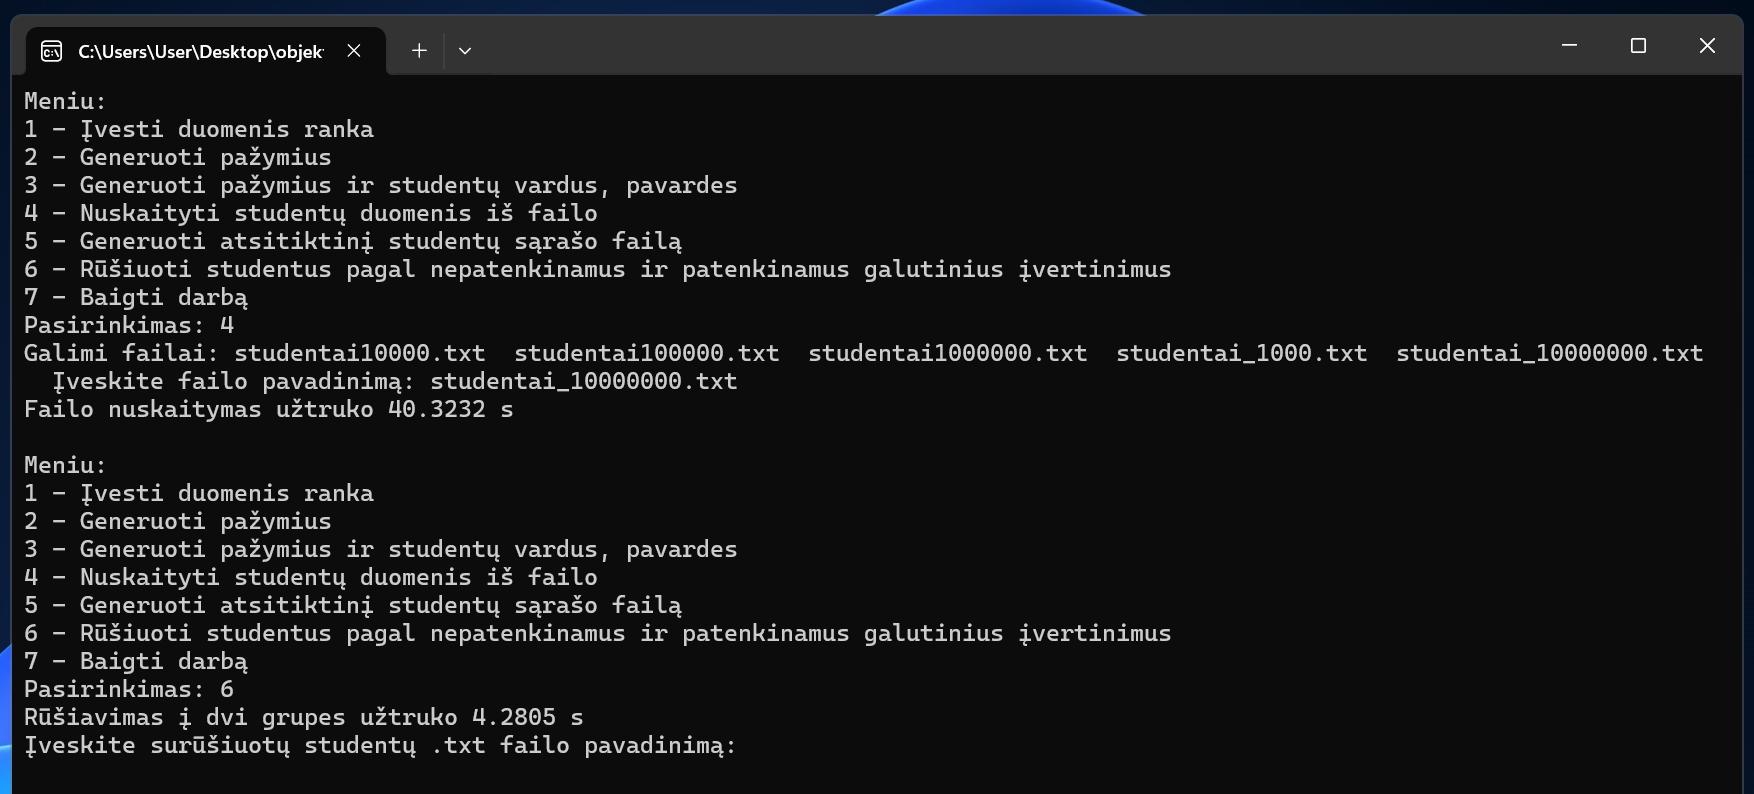 C:\Users\User\Desktop\objek
Meniu:
1 - Įvesti duomenis ranka
2 - Generuoti pažymius
3 - Generuoti pažymius ir studentų vardus, pavardes
4 - Nuskaityti studentų duomenis iš failo
5 - Generuoti atsitiktinį studentų sąrašo failą
6 - Rūšiuoti studentus pagal nepatenkinamus ir patenkinamus galutinius įvertinimus
7 - Baigti darbą
Pasirinkimas: 4
Galimi failai: studentai10000.txt  studentai100000.txt  studentai1000000.txt  studentai_1000.txt  studentai_10000000.txt
  Įveskite failo pavadinimą: studentai_10000000.txt
Failo nuskaitymas užtruko 40.3232 s
Meniu:
1 - Įvesti duomenis ranka
2 - Generuoti pažymius
3 - Generuoti pažymius ir studentų vardus, pavardes
4 - Nuskaityti studentų duomenis iš failo
5 - Generuoti atsitiktinį studentų sąrašo failą
6 - Rūšiuoti studentus pagal nepatenkinamus ir patenkinamus galutinius įvertinimus
7 - Baigti darbą
Pasirinkimas: 6
Rūšiavimas į dvi grupes užtruko 4.2805 s
Įveskite surūšiuotų studentų .txt failo pavadinimą: